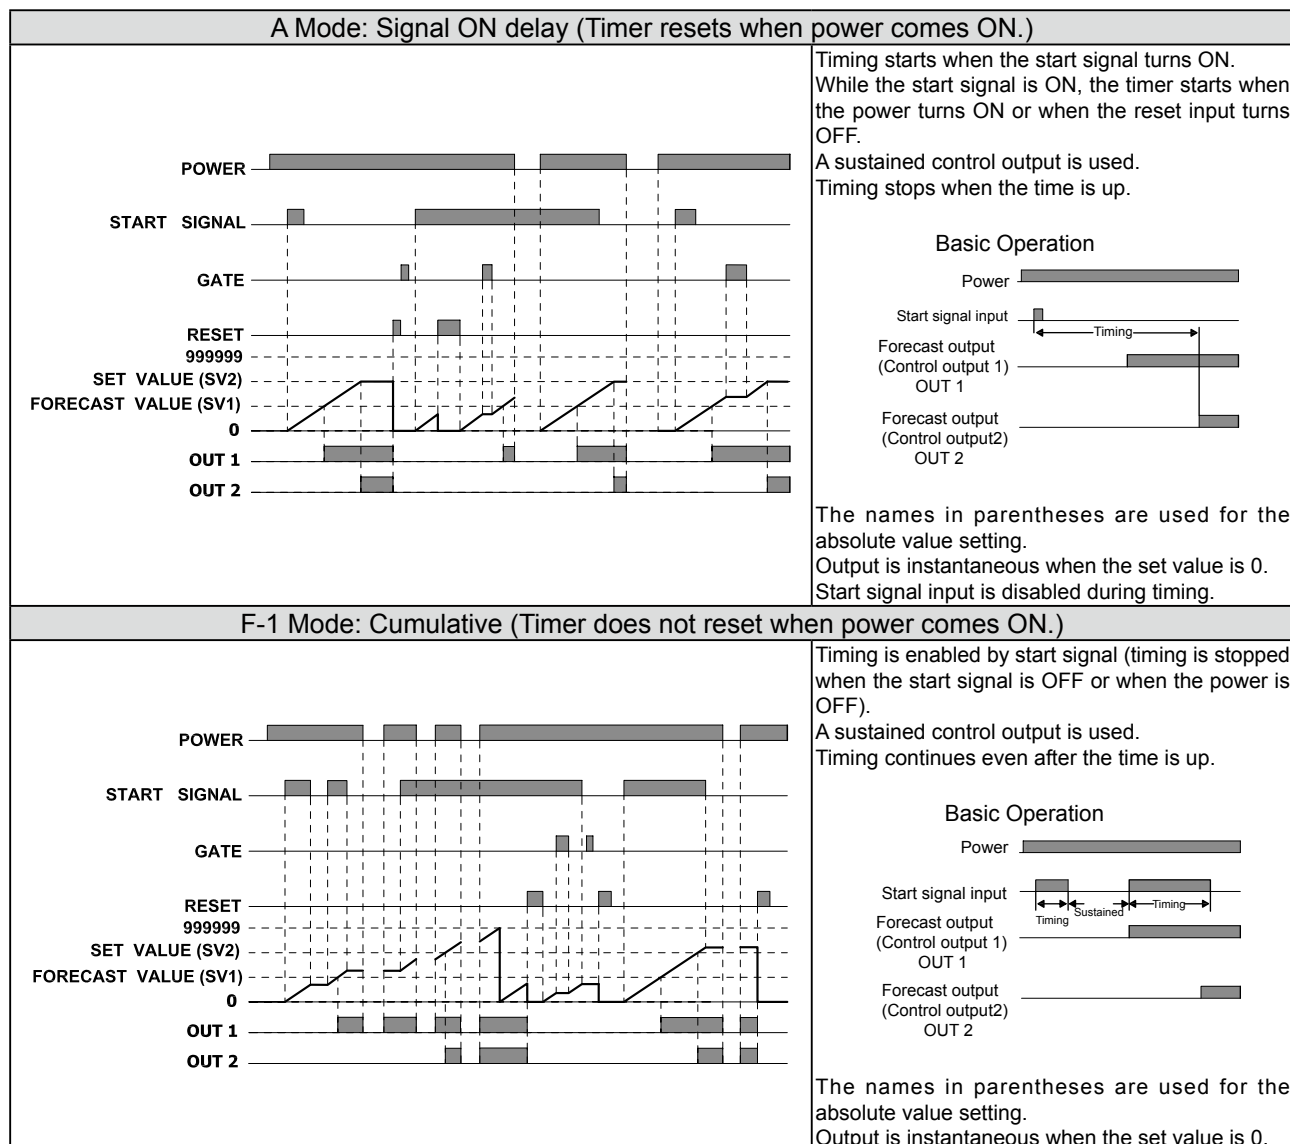 A Mode: Signal ON delay (Timer resets when power comes ON.)
POWER
START SIGNAL
GATE
RESET
999999
SET VALUE (SV2)
FORECAST VALUE (SV1)
0
OUT 1
OUT 2
Timing starts when the start signal turns ON.
While the start signal is ON, the timer starts when
the power turns ON or when the reset input turns
OFF.
A sustained control output is used.
Timing stops when the time is up.
Basic Operation
Power
Start signal input
Timing
Forecast output
(Control output 1)
OUT 1
Forecast output
(Control output2)
OUT 2
The names in parentheses are used for the
absolute value setting.
Output is instantaneous when the set value is 0.
Start signal input is disabled during timing.
F-1 Mode: Cumulative (Timer does not reset when power comes ON.)
POWER
START SIGNAL
GATE
RESET
999999
SET VALUE (SV2)
FORECAST VALUE (SV1)
0
OUT 1
OUT 2
Timing is enabled by start signal (timing is stopped
when the start signal is OFF or when the power is
OFF).
A sustained control output is used.
Timing continues even after the time is up.
Basic Operation
Power
Start signal input
Timing
Sustained
Timing
Forecast output
(Control output 1)
OUT 1
Forecast output
(Control output2)
OUT 2
The names in parentheses are used for the
absolute value setting.
Output is instantaneous when the set value is 0.